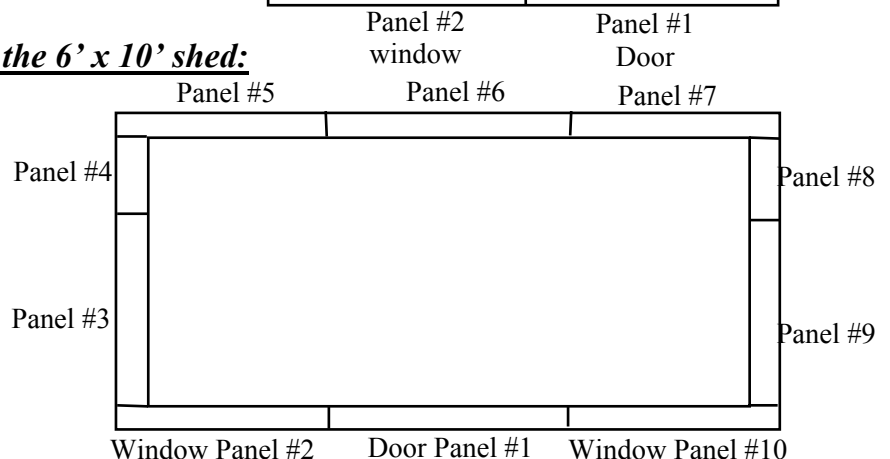 Panel #2 Panel #1
window Door
the 6’ x 10’ shed:
Panel #5 Panel #6 Panel #7
Panel #4 Panel #8
Panel #3 Panel #9
Window Panel #2 Door Panel #1 Window Panel #10